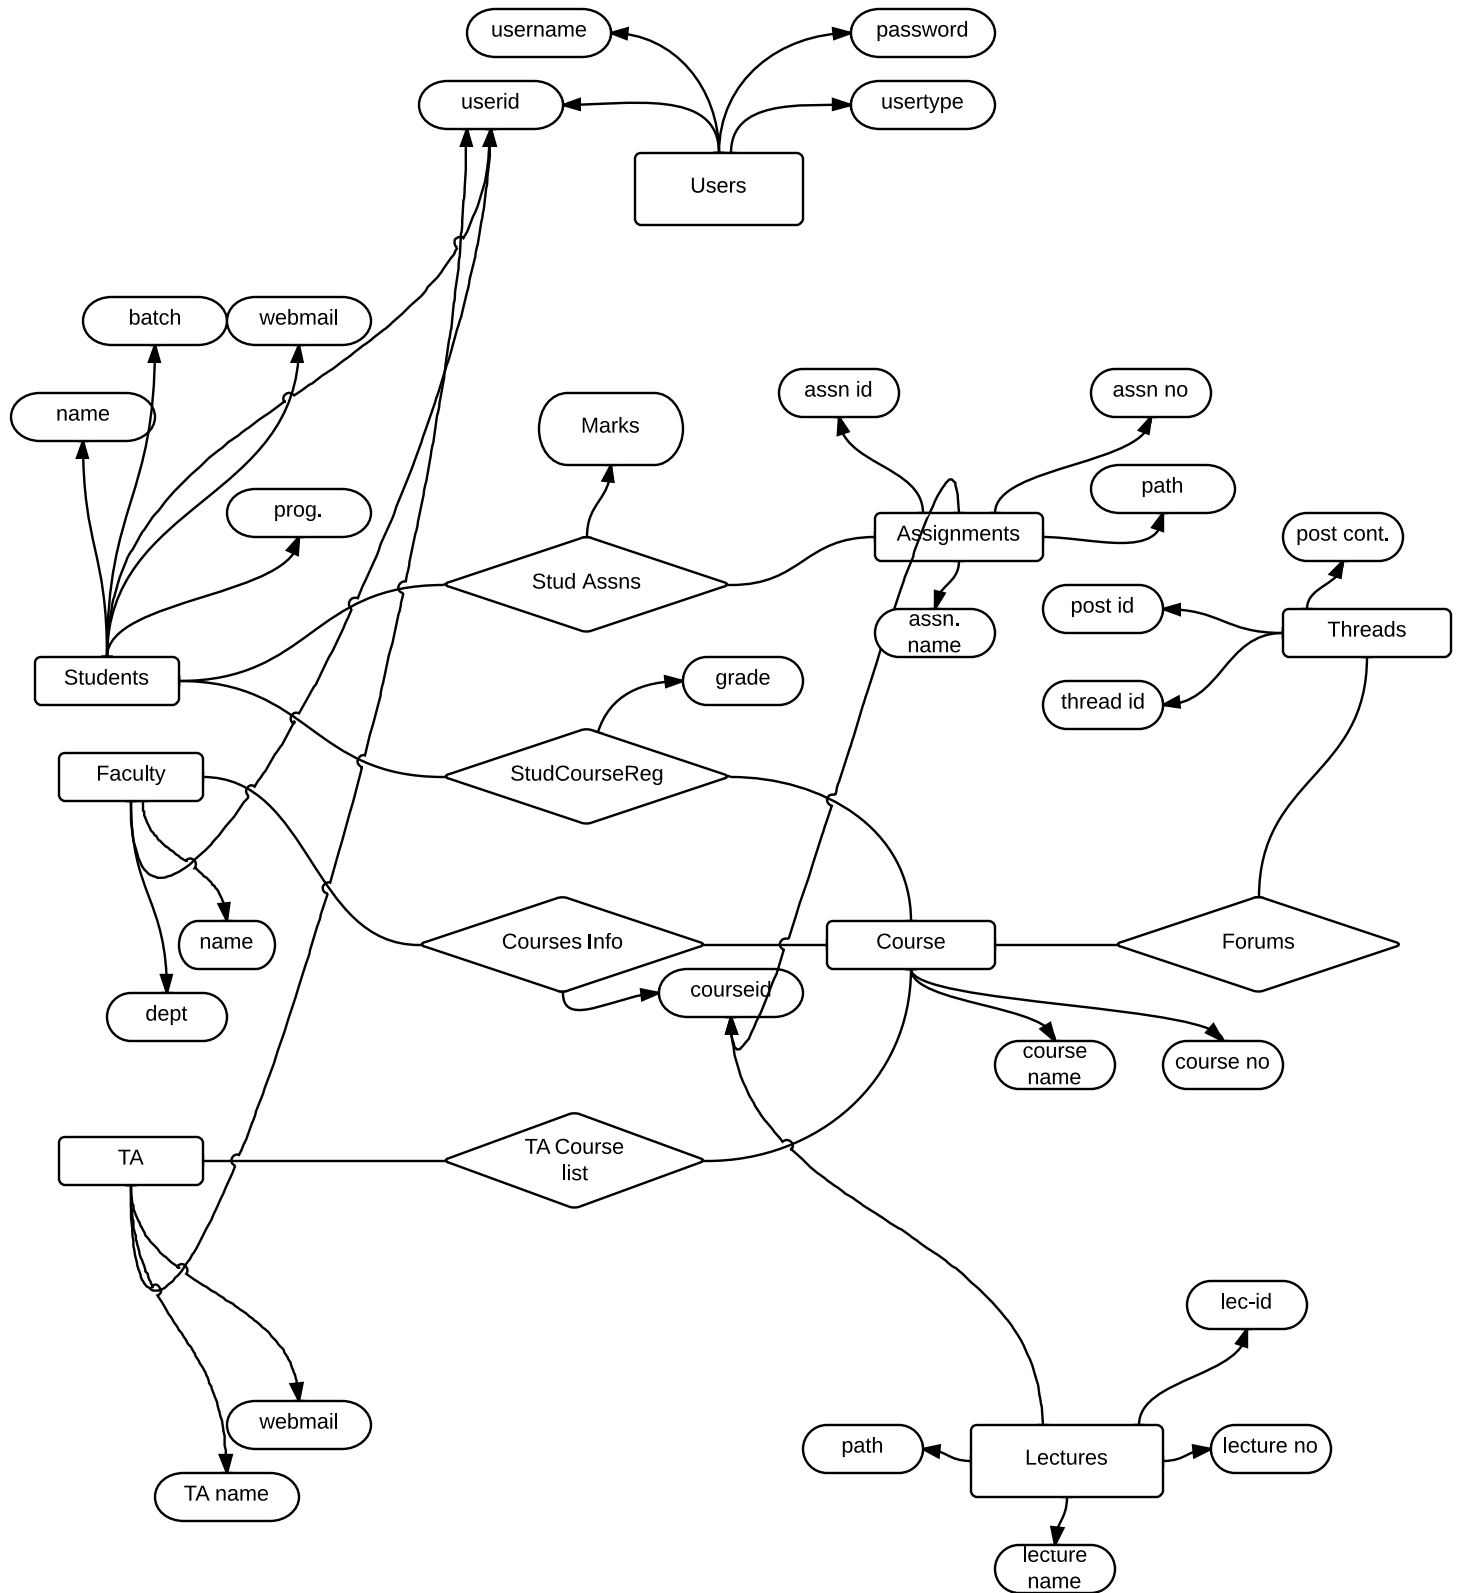 username
password
userid
usertype
Users
batch
webmail
name
assn id
assn no
Marks
path
prog.
post cont.
Assignments
Stud Assns
post id
assn.
name
Threads
Students
grade
thread id
Faculty
StudCourseReg
name
Courses Info
Course
Forums
courseid
dept
course
name
course no
TA
TA Course
list
lec-id
webmail
path
Lectures
lecture no
TA name
lecture
name